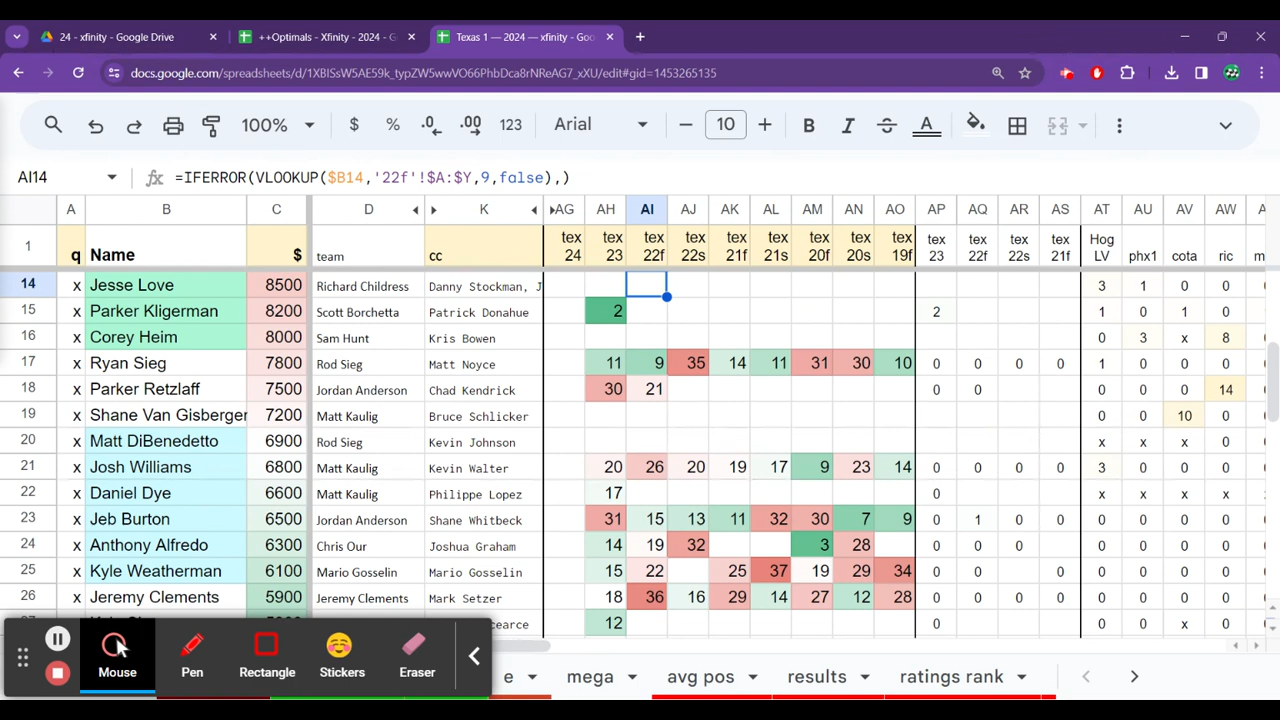 24 - xfinity - Google Drive
++Optimals - Xfinity - 2024 - G
Texas 1 — 2024 — xfinity - Goo
docs.google.com/spreadsheets/d/1XBISsW5AE59k_typZW5wwVO66PhbDca8rNReAG7_xXU/edit#gid=1453265135
100% $ % .0 .00 123 Arial 10 B I A
AI14 =IFERROR(VLOOKUP($B14,'22f'!$A:$Y,9,false),)
A B C D K AG AH AI AJ AK AL AM AN AO AP AQ AR AS AT AU AV AW
1 q Name $ team cc tex 24 tex 23 tex 22f tex 22s tex 21f tex 21s tex 20f tex 20s tex 19f tex 23 tex 22f tex 22s tex 21f Hog LV phx1 cota ric m
14 x Jesse Love 8500 Richard Childress Danny Stockman, J 3 1 0 0
15 x Parker Kligerman 8200 Scott Borchetta Patrick Donahue 2 2 1 0 1 0
16 x Corey Heim 8000 Sam Hunt Kris Bowen 0 3 x 8
17 x Ryan Sieg 7800 Rod Sieg Matt Noyce 11 9 35 14 11 31 30 10 0 0 0 0 1 0 0 0
18 x Parker Retzlaff 7500 Jordan Anderson Chad Kendrick 30 21 0 0 0 0 0 14
19 x Shane Van Gisberger 7200 Matt Kaulig Bruce Schlicker 0 0 10 0
20 x Matt DiBenedetto 6900 Rod Sieg Kevin Johnson x x x x
21 x Josh Williams 6800 Matt Kaulig Kevin Walter 20 26 20 19 17 9 23 14 0 0 0 0 3 0 0 0
22 x Daniel Dye 6600 Matt Kaulig Philippe Lopez 17 0 x x x x
23 x Jeb Burton 6500 Jordan Anderson Shane Whitbeck 31 15 13 11 32 30 7 9 0 1 0 0 0 0 0 0
24 x Anthony Alfredo 6300 Chris Our Joshua Graham 14 19 32 3 28 0 0 0 0 0 0 0
25 x Kyle Weatherman 6100 Mario Gosselin Mario Gosselin 15 22 25 37 19 29 34 0 0 0 0 0 0 0
26 x Jeremy Clements 5900 Jeremy Clements Mark Setzer 18 36 16 29 14 27 12 28 0 0 0 0 0 0 0 0
12 0 0 0 x 0
Mouse Pen Rectangle Stickers Eraser
e mega avg pos results ratings rank